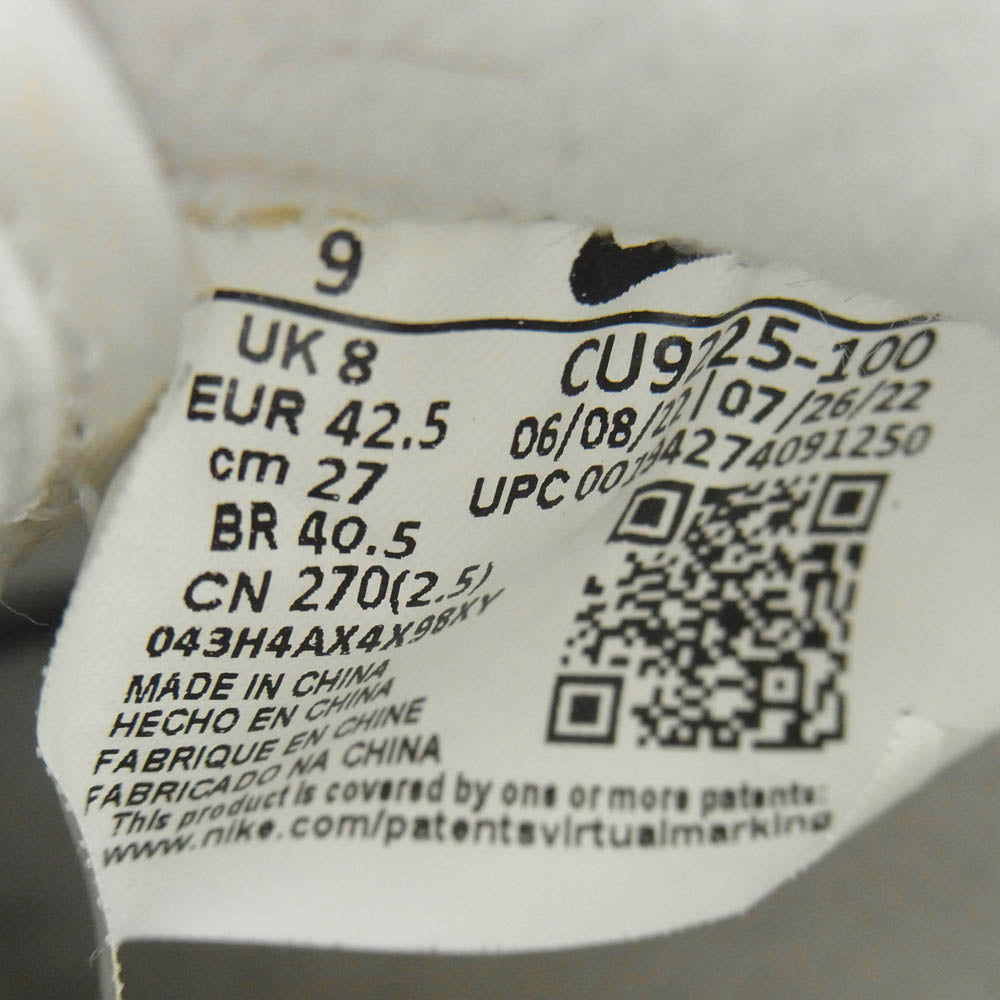 9
UK 8
EUR 42.5
cm 27
BR 40.5
CN 270(2.5)
043H4AX4X98XY
CU9225-100
06/08/22/ 07/26/22
UPC 00194274091250
MADE IN CHINA
HECHO EN CHINA
FABRIQUE EN CHINE
FABRICADO NA CHINA
This product is covered by one or more patents:
www.nike.com/patentsvirtualmarking